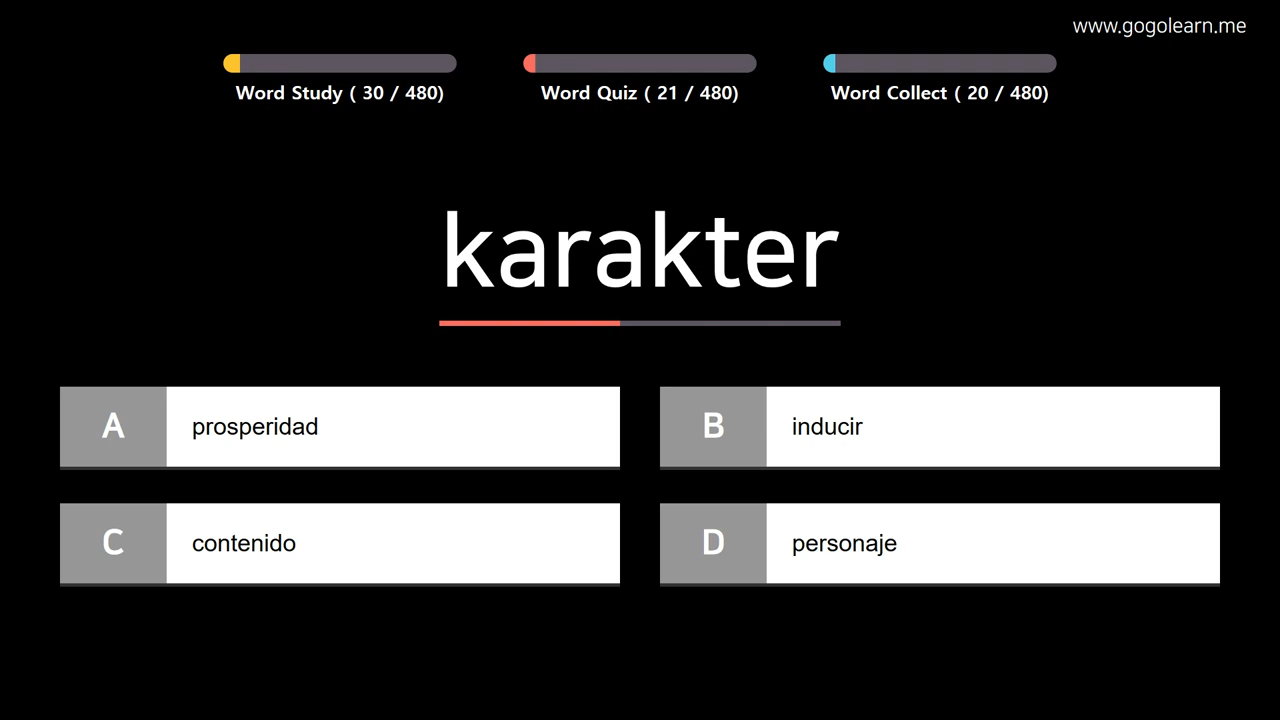 www.gogolearn.me
Word Study ( 30 / 480)
Word Quiz ( 21 / 480)
Word Collect ( 20 / 480)
karakter
A prosperidad
B inducir
C contenido
D personaje